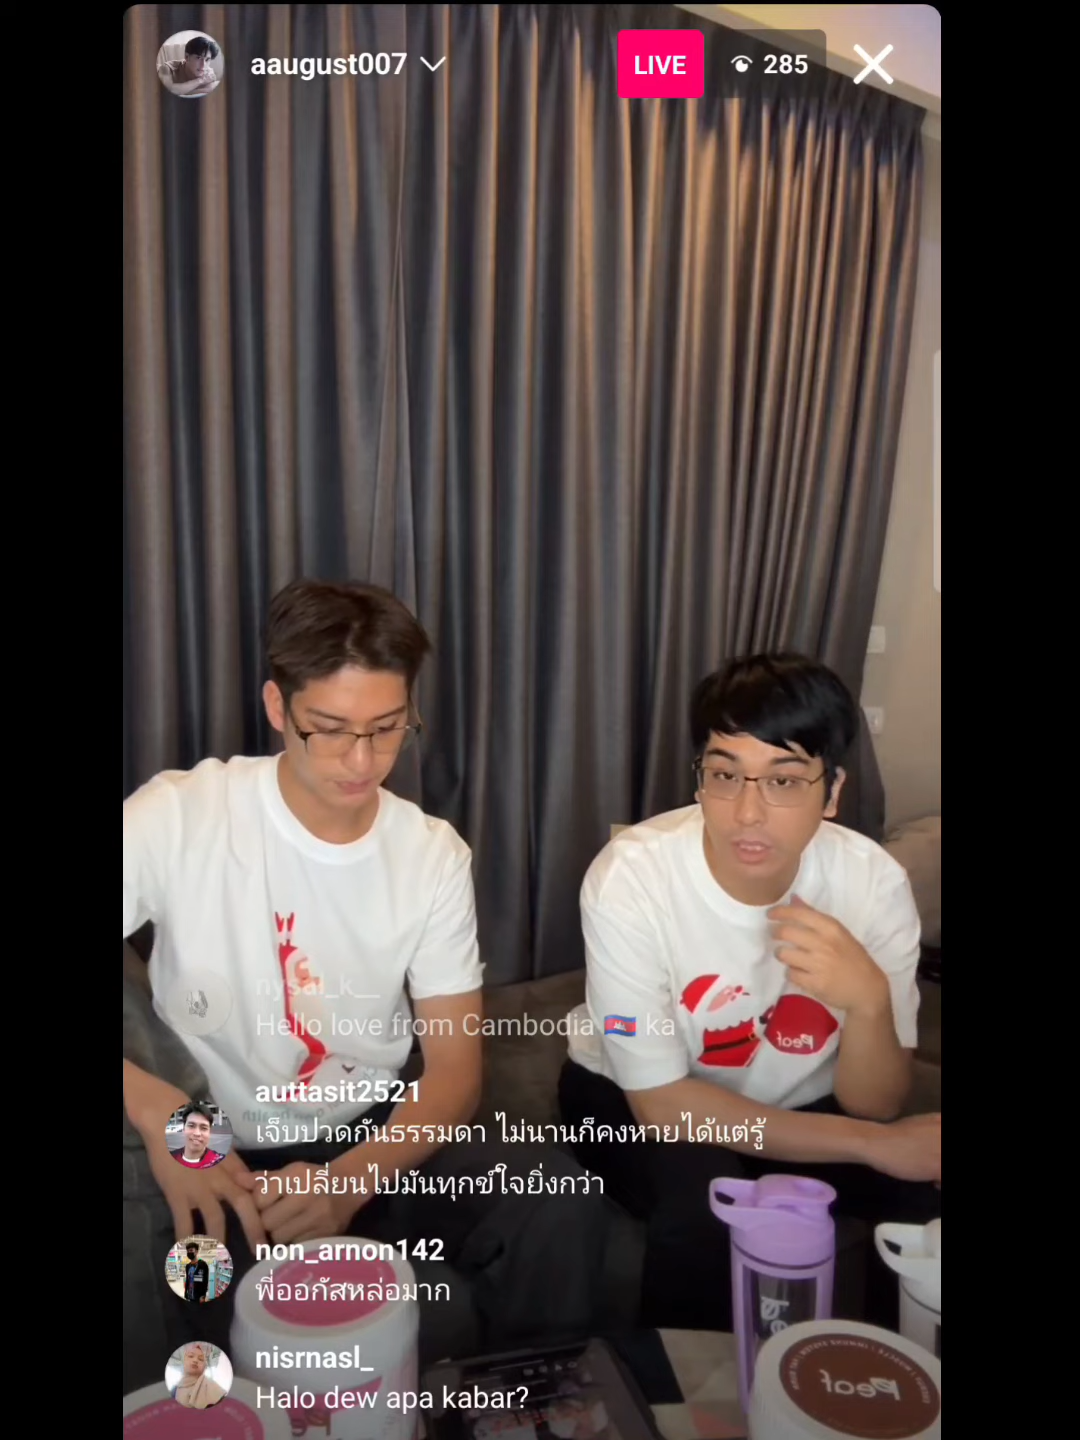 aaugust007
LIVE
285
nysal_k__
Hello love from Cambodia 🇰🇭 ka
auttasit2521
เจ็บปวดกันธรรมดา ไม่นานก็คงหายได้แต่รู้
ว่าเปลี่ยนไปมันทุกข์ใจยิ่งกว่า
non_arnon142
พี่ออกัสหล่อมาก
nisrnasl_
Halo dew apa kabar?
Peaf
Peaf